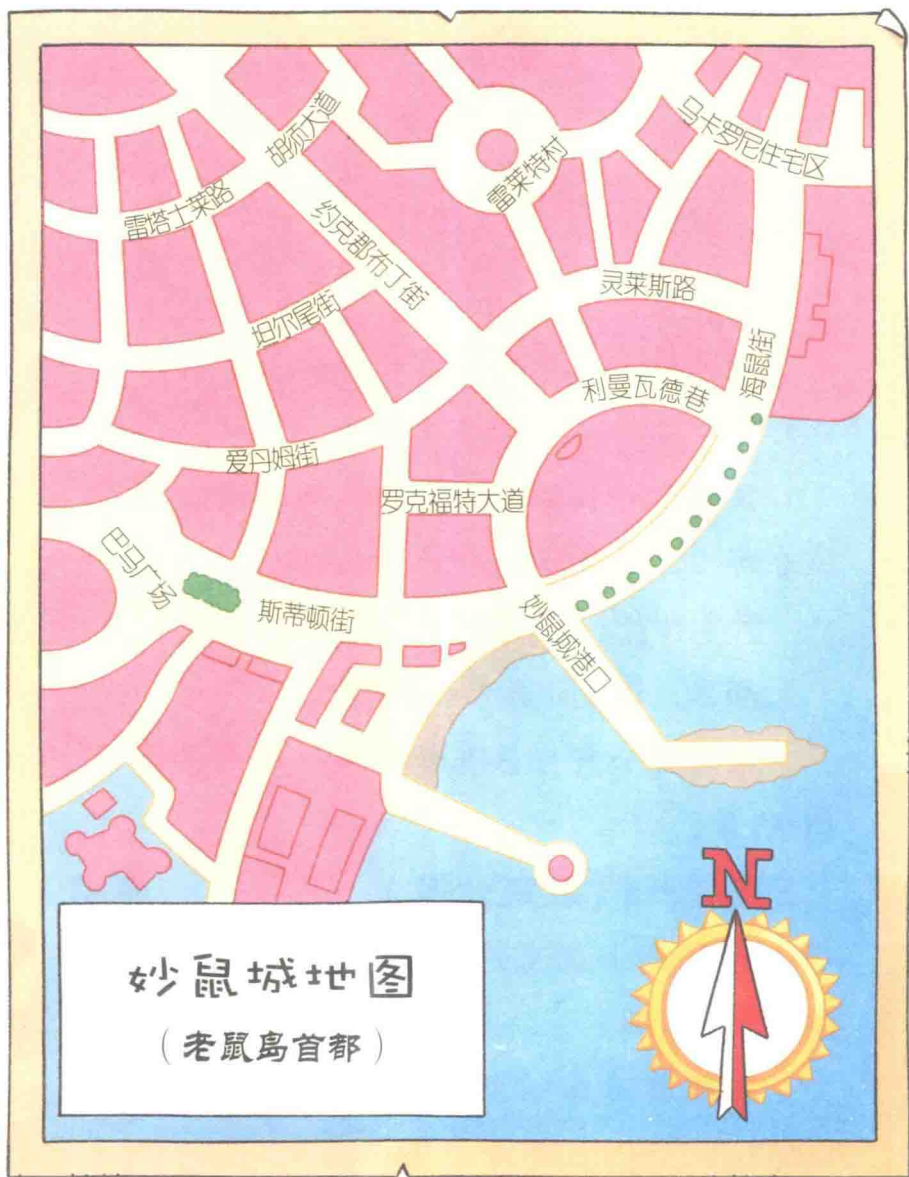 胡须大道
马卡罗尼住宅区
雷莱特村
雷塔士莱路
约克郡布丁街
灵莱斯路
坦尔尾街
海鼠街
利曼瓦德巷
爱丹姆街
罗克福特大道
巴马广场
斯蒂顿街
妙鼠城港口
N
妙鼠城地图
(老鼠岛首都)